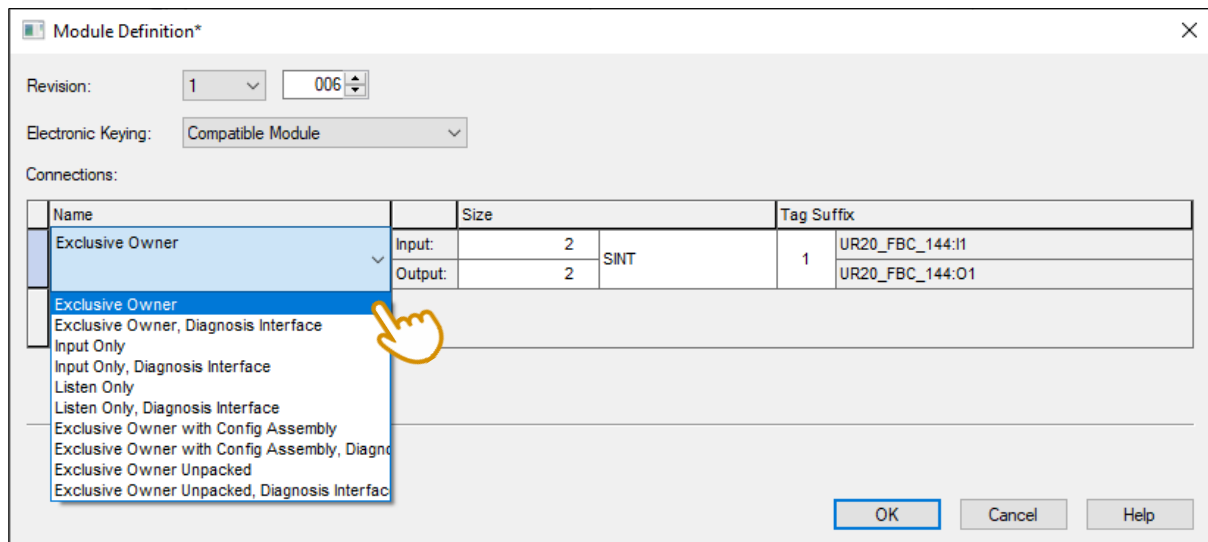 Module Definition*
Revision: 1 006
Electronic Keying: Compatible Module
Connections:
Name Size Tag Suffix
Exclusive Owner Input: 2 SINT 1 UR20_FBC_144:I1
Output: 2 UR20_FBC_144:O1
Exclusive Owner
Exclusive Owner, Diagnosis Interface
Input Only
Input Only, Diagnosis Interface
Listen Only
Listen Only, Diagnosis Interface
Exclusive Owner with Config Assembly
Exclusive Owner with Config Assembly, Diagno
Exclusive Owner Unpacked
Exclusive Owner Unpacked, Diagnosis Interfac
OK Cancel Help